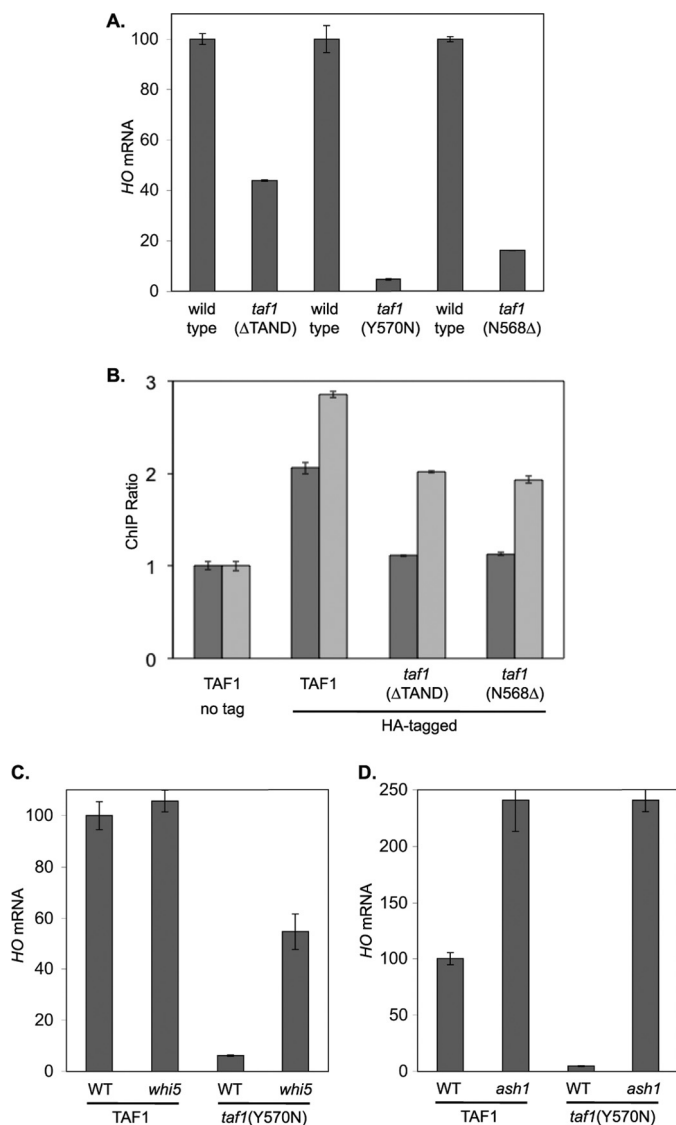 A.
100
80
60
40
20
0
HO mRNA
wild type
taf1 (ΔTAND)
wild type
taf1 (Y570N)
wild type
taf1 (N568Δ)
B.
3
2
1
0
ChIP Ratio
TAF1 no tag
TAF1
taf1 (ΔTAND)
taf1 (N568Δ)
HA-tagged
C.
100
80
60
40
20
0
HO mRNA
WT whi5 WT whi5
TAF1 taf1(Y570N)
D.
250
200
150
100
50
0
HO mRNA
WT ash1 WT ash1
TAF1 taf1(Y570N)